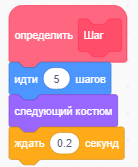 определить Шаг
идти 5 шагов
следующий костюм
ждать 0.2 секунд